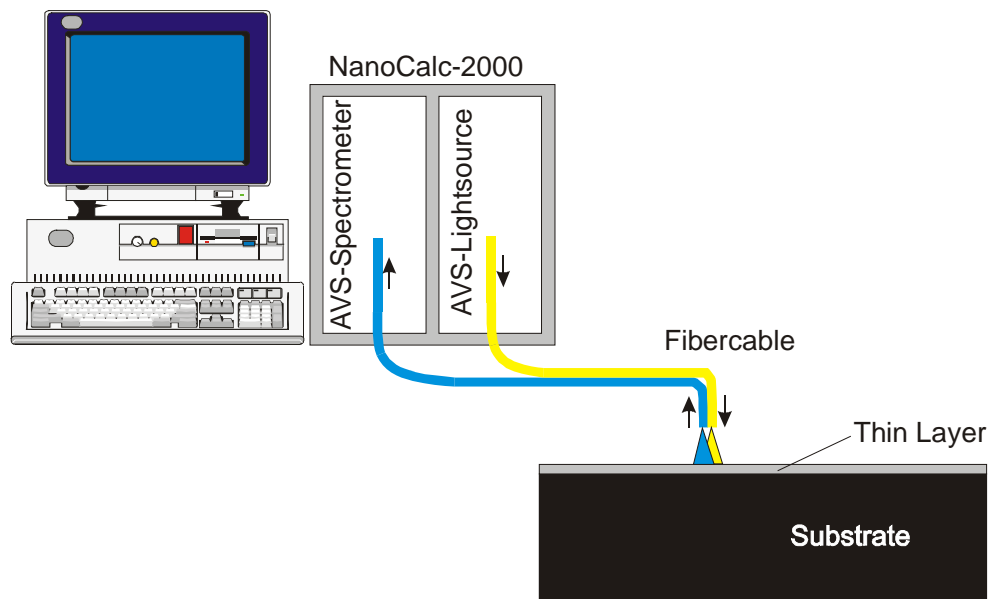 NanoCalc-2000
AVS-Spectrometer
AVS-Lightsource
Fibercable
Thin Layer
Substrate